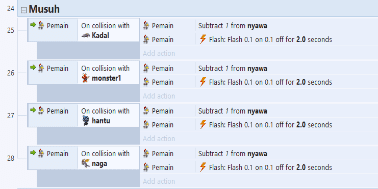 24 Musuh
25 Pemain On collision with Kadal Pemain Subtract 1 from nyawa
Pemain Flash: Flash 0.1 on 0.1 off for 2.0 seconds
Add action
26 Pemain On collision with monster1 Pemain Subtract 1 from nyawa
Pemain Flash: Flash 0.1 on 0.1 off for 2.0 seconds
Add action
27 Pemain On collision with hantu Pemain Subtract 1 from nyawa
Pemain Flash: Flash 0.1 on 0.1 off for 2.0 seconds
Add action
28 Pemain On collision with naga Pemain Subtract 1 from nyawa
Pemain Flash: Flash 0.1 on 0.1 off for 2.0 seconds
Add action